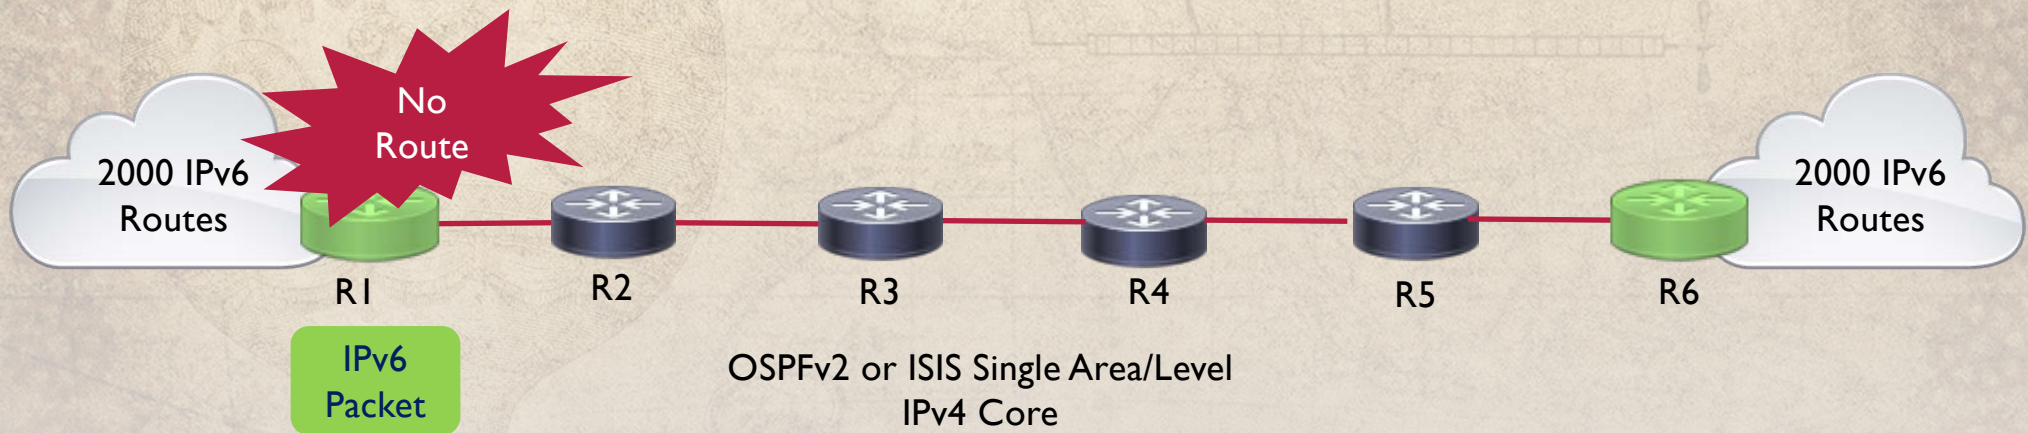 No
Route
2000 IPv6
Routes
2000 IPv6
Routes
R1
R2
R3
R4
R5
R6
IPv6
Packet
OSPFv2 or ISIS Single Area/Level
IPv4 Core